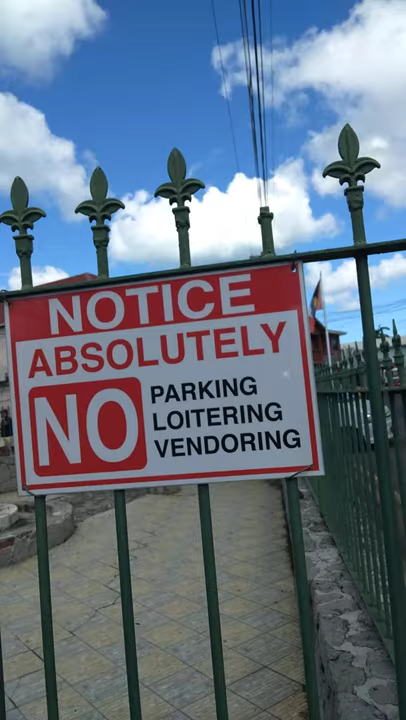 NOTICE
ABSOLUTELY
NO
PARKING
LOITERING
VENDORING